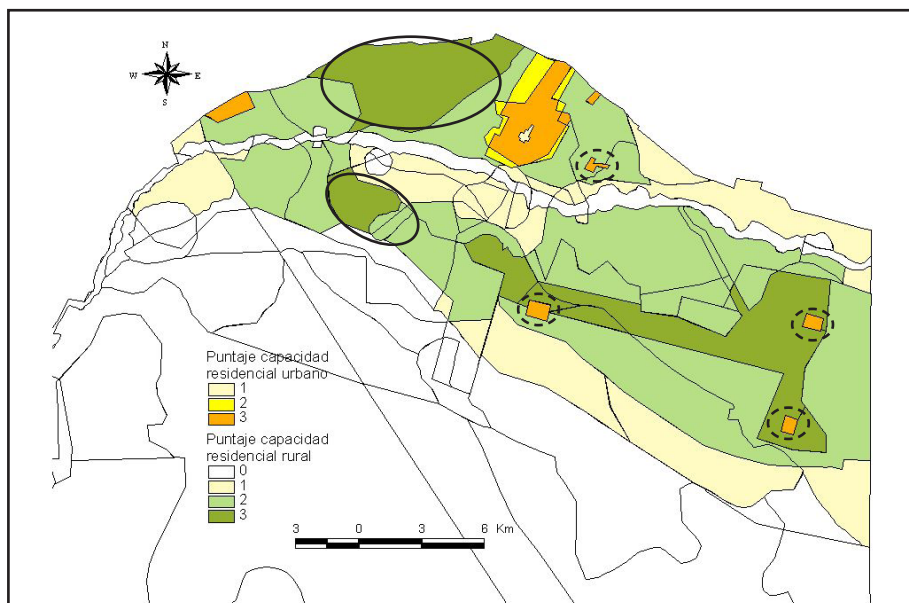 N
W E
S
Puntaje capacidad
residencial urbano
1
2
3
Puntaje capacidad
residencial rural
0
1
2
3
3 0 3 6 Km